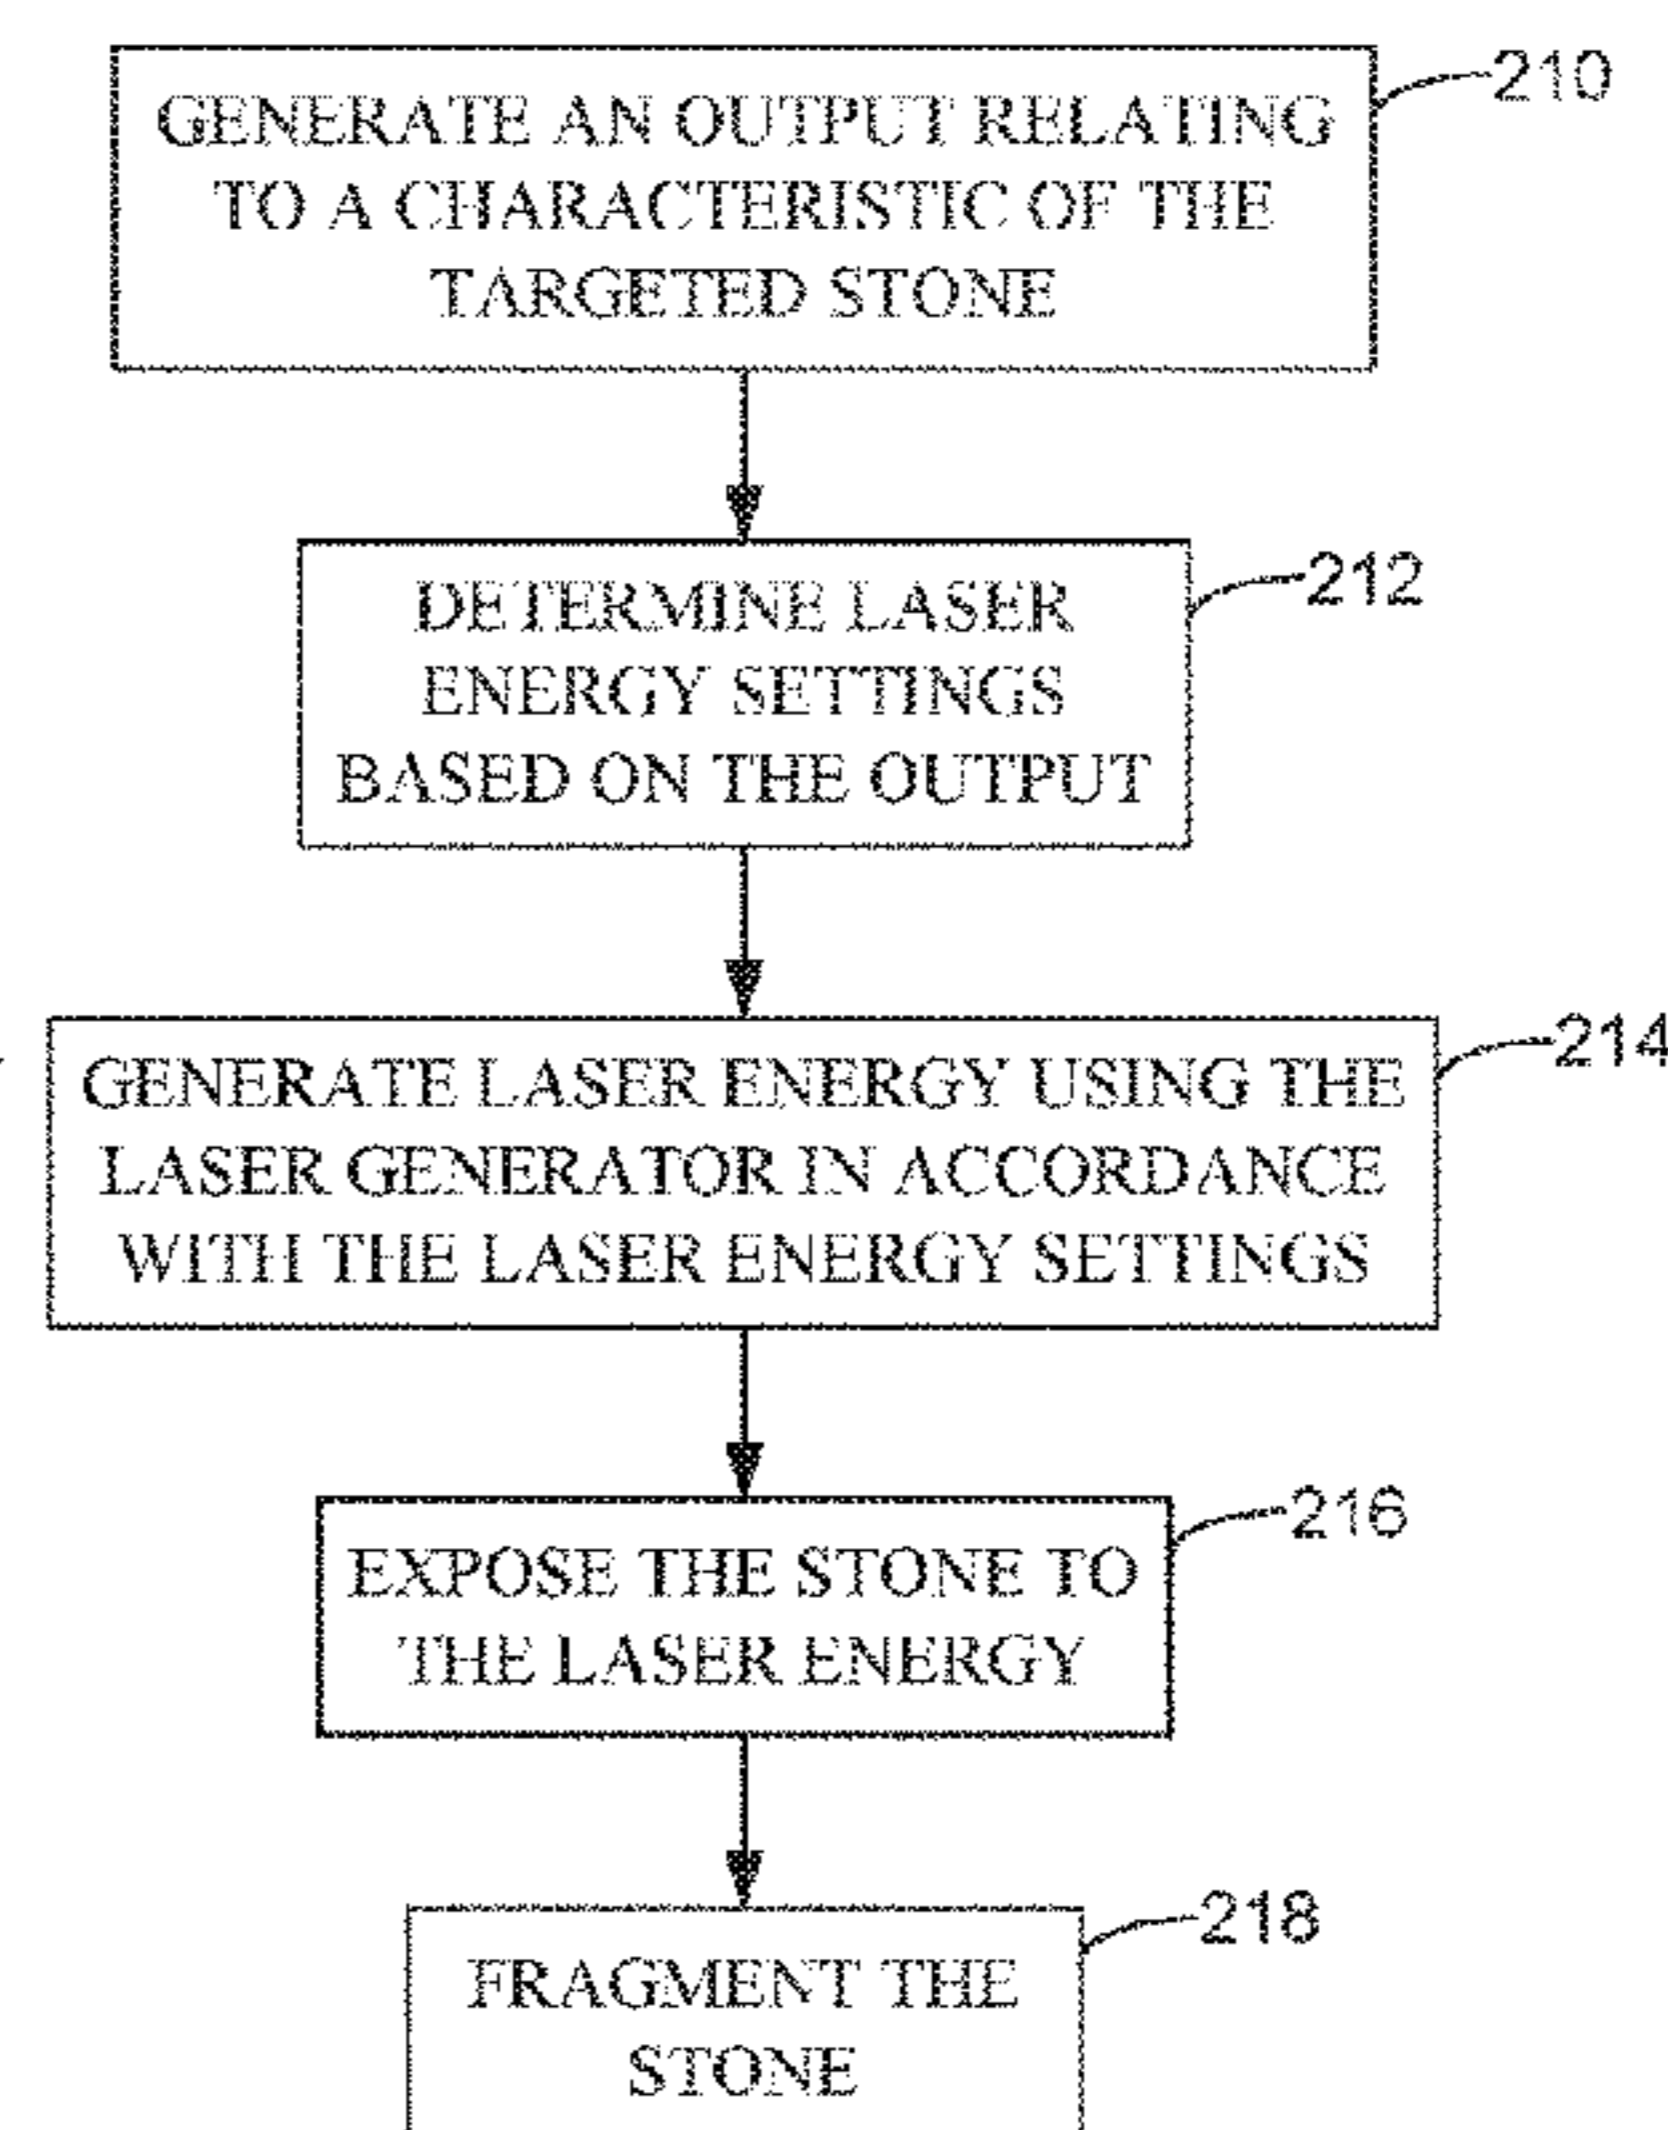 GENERATE AN OUTPUT RELATING
TO A CHARACTERISTIC OF THE
TARGETED STONE
210
DETERMINE LASER
ENERGY SETTINGS
BASED ON THE OUTPUT
212
GENERATE LASER ENERGY USING THE
LASER GENERATOR IN ACCORDANCE
WITH THE LASER ENERGY SETTINGS
214
EXPOSE THE STONE TO
THE LASER ENERGY
216
FRAGMENT THE
STONE
218